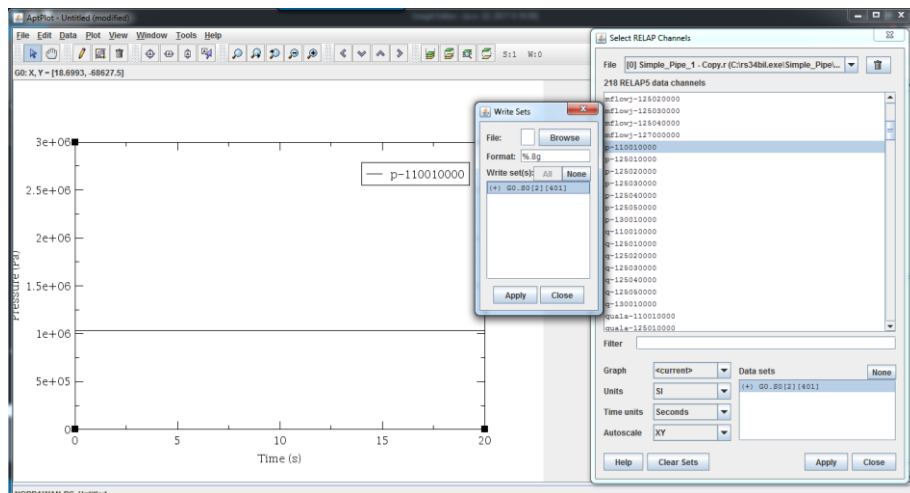 AptPlot - Untitled (modified)
File Edit Data Plot View Window Tools Help
S:1 W:0
G0: X, Y = [18.6993, -68627.5]
3e+06
2.5e+06
2e+06
1.5e+06
1e+06
5e+05
0
Pressure (Pa)
p-110010000
0 5 10 15 20
Time (s)
Write Sets
File: Browse
Format: %.8g
Write set(s): All None
(+) G0.S0[2][401]
Apply Close
Select RELAP Channels
File [0] Simple_Pipe_1 - Copy.r (C:\rs34bil.exe\Simple_Pipe\...
218 RELAP5 data channels
mflowj-125020000
mflowj-125030000
mflowj-125040000
mflowj-127000000
p-110010000
p-125010000
p-125020000
p-125030000
p-125040000
p-125050000
p-130010000
q-110010000
q-125010000
q-125020000
q-125030000
q-125040000
q-125050000
q-130010000
quala-110010000
quala-125010000
Filter
Graph <current> Data sets None
Units SI (+) G0.S0[2][401]
Time units Seconds
Autoscale XY
Help Clear Sets Apply Close